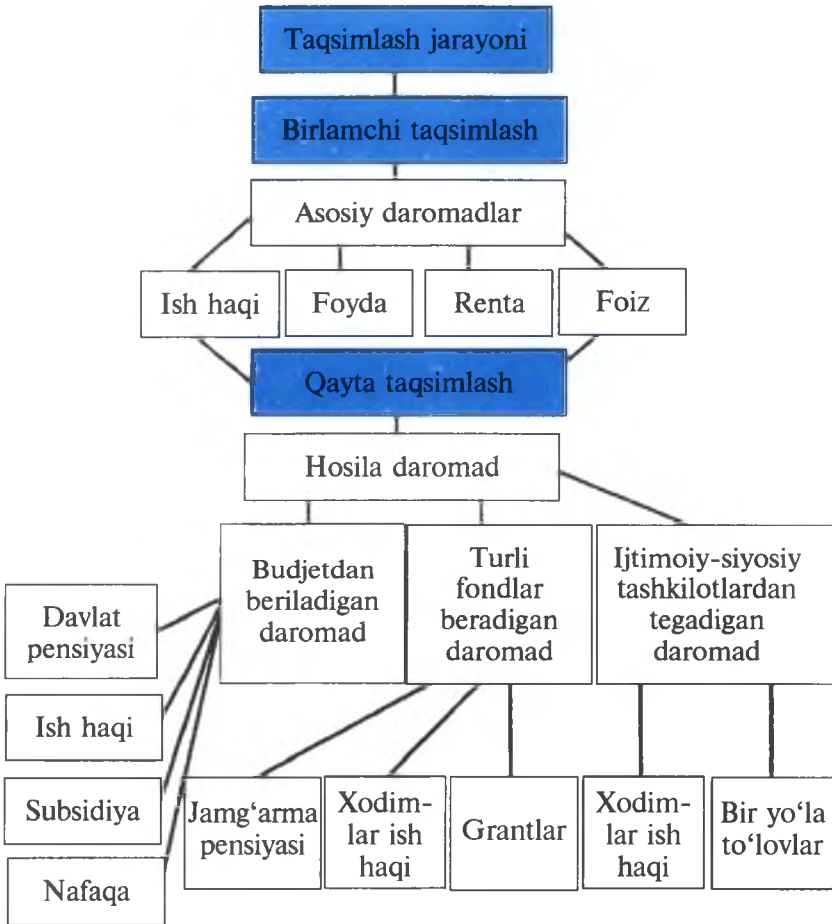 Taqsimlash jarayoni
Birlamchi taqsimlash
Asosiy daromadlar
Ish haqi
Foyda
Renta
Foiz
Qayta taqsimlash
Hosila daromad
Budjetdan
beriladigan
daromad
Turli
fondlar
beradigan
daromad
Ijtimoiy-siyosiy
tashkilotlardan
tegadigan
daromad
Davlat
pensiyasi
Ish haqi
Subsidiya
Nafaqa
Jamg‘arma
pensiyasi
Xodim-
lar ish
haqi
Grantlar
Xodim-
lar ish
haqi
Bir yo‘la
to‘lovlar